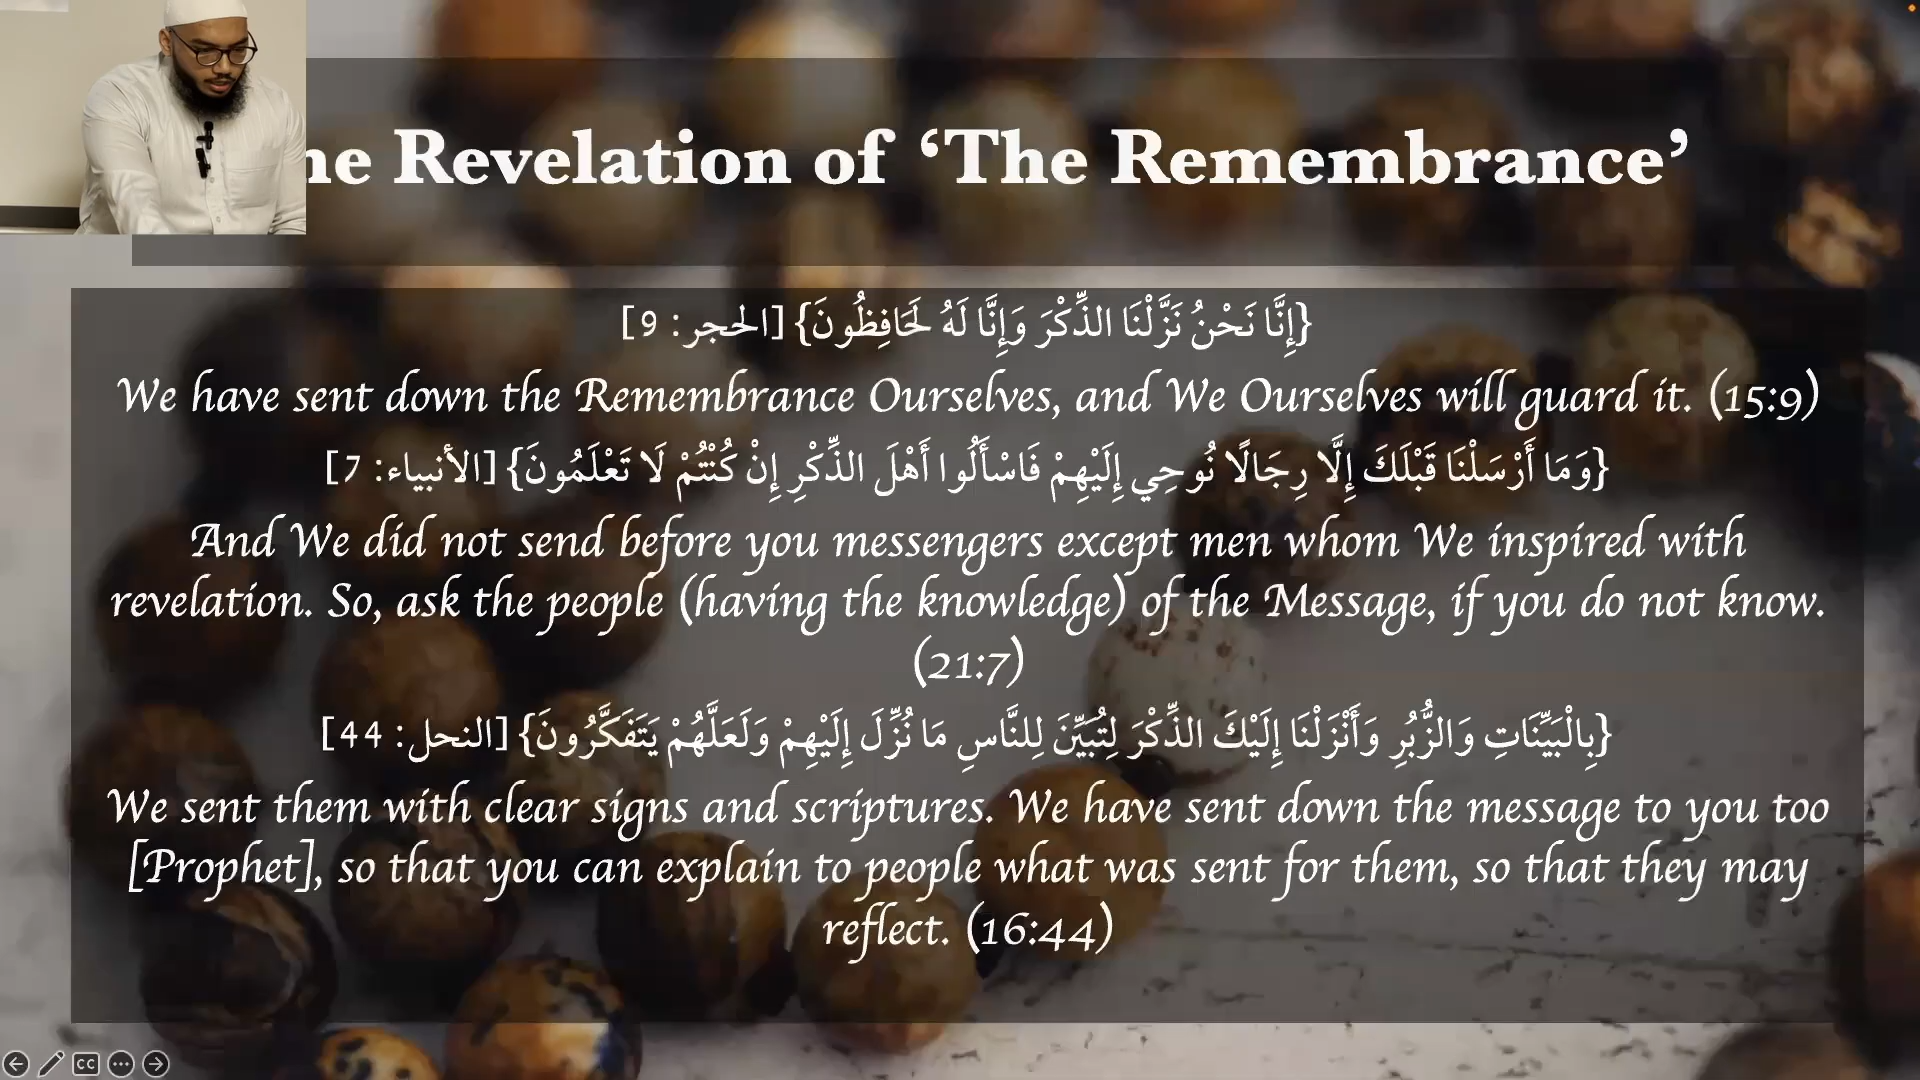 he Revelation of ‘The Remembrance’
{إِنَّا نَحْنُ نَزَّلْنَا الذِّكْرَ وَإِنَّا لَهُ لَحَافِظُونَ} [الحجر: 9]
We have sent down the Remembrance Ourselves, and We Ourselves will guard it. (15:9)
{وَمَا أَرْسَلْنَا قَبْلَكَ إِلَّا رِجَالًا نُوحِي إِلَيْهِمْ فَاسْأَلُوا أَهْلَ الذِّكْرِ إِنْ كُنْتُمْ لَا تَعْلَمُونَ} [الأنبياء: 7]
And We did not send before you messengers except men whom We inspired with
revelation. So, ask the people (having the knowledge) of the Message, if you do not know.
(21:7)
{بِالْبَيِّنَاتِ وَالزُّبُرِ وَأَنْزَلْنَا إِلَيْكَ الذِّكْرَ لِتُبَيِّنَ لِلنَّاسِ مَا نُزِّلَ إِلَيْهِمْ وَلَعَلَّهُمْ يَتَفَكَّرُونَ} [النحل: 44]
We sent them with clear signs and scriptures. We have sent down the message to you too
[Prophet], so that you can explain to people what was sent for them, so that they may
reflect. (16:44)
CC